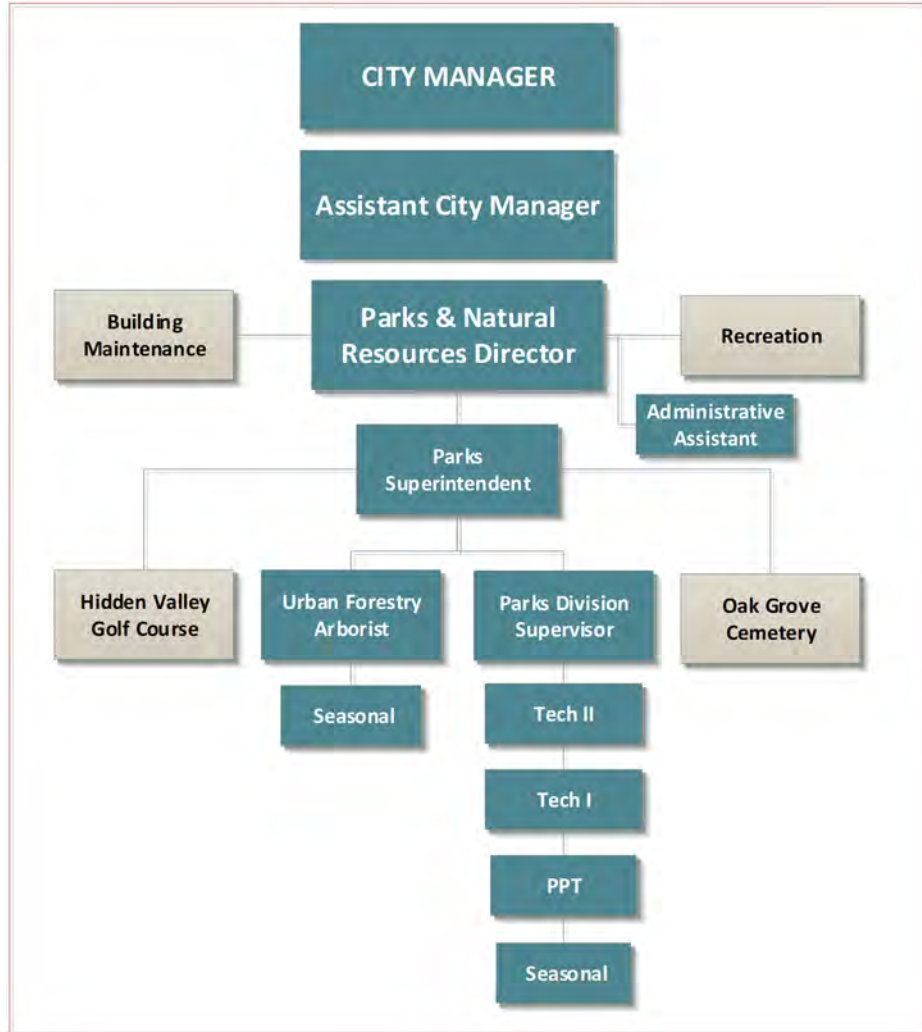 CITY MANAGER
Assistant City Manager
Building
Maintenance
Parks & Natural
Resources Director
Recreation
Administrative
Assistant
Parks
Superintendent
Hidden Valley
Golf Course
Urban Forestry
Arborist
Parks Division
Supervisor
Oak Grove
Cemetery
Seasonal
Tech II
Tech I
PPT
Seasonal